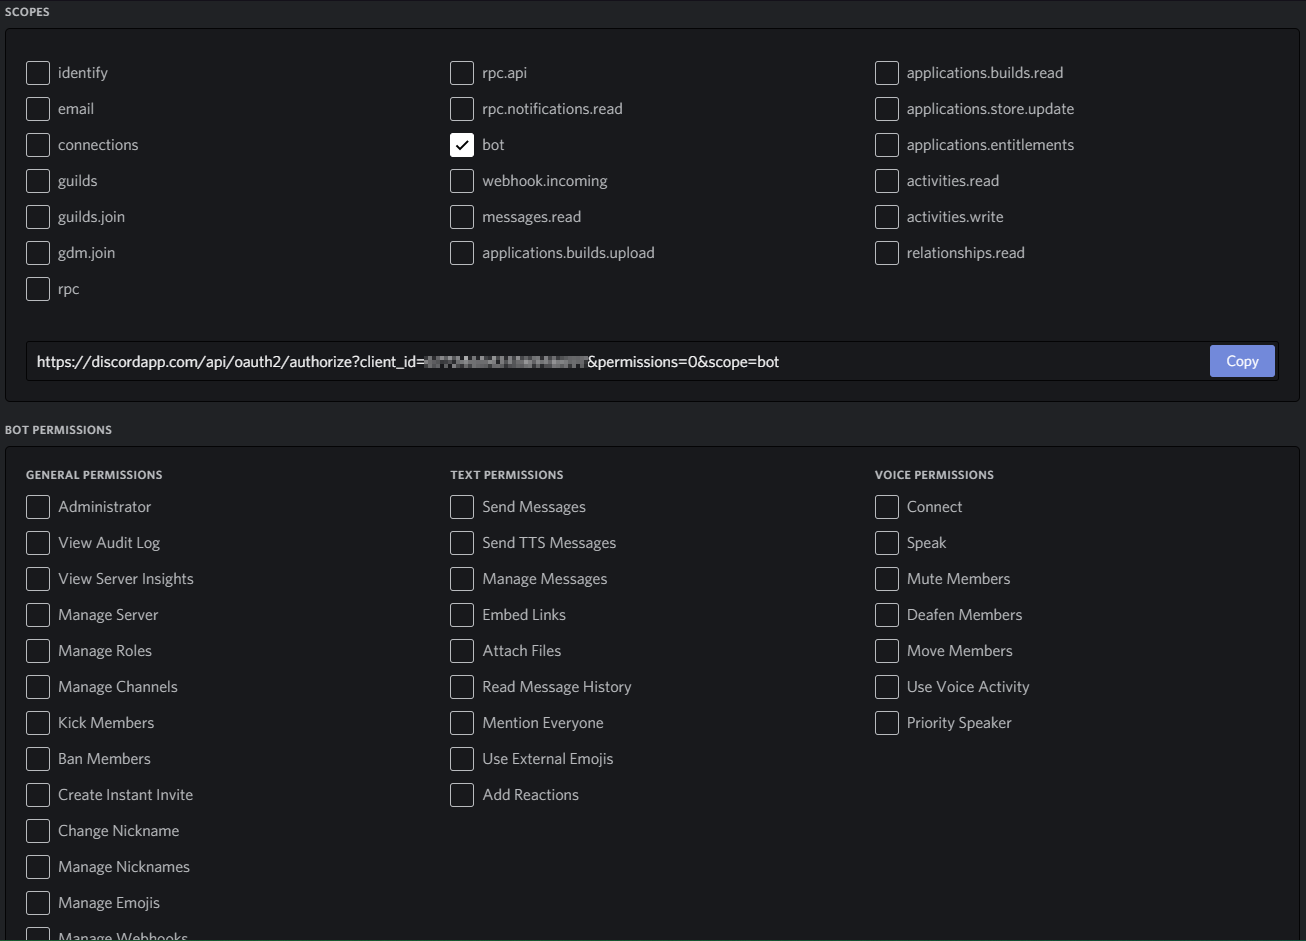 SCOPES
identify
rpc.api
applications.builds.read
email
rpc.notifications.read
applications.store.update
connections
bot
applications.entitlements
guilds
webhook.incoming
activities.read
guilds.join
messages.read
activities.write
gdm.join
applications.builds.upload
relationships.read
rpc
https://discordapp.com/api/oauth2/authorize?client_id= &permissions=0&scope=bot
Copy
BOT PERMISSIONS
GENERAL PERMISSIONS
TEXT PERMISSIONS
VOICE PERMISSIONS
Administrator
Send Messages
Connect
View Audit Log
Send TTS Messages
Speak
View Server Insights
Manage Messages
Mute Members
Manage Server
Embed Links
Deafen Members
Manage Roles
Attach Files
Move Members
Manage Channels
Read Message History
Use Voice Activity
Kick Members
Mention Everyone
Priority Speaker
Ban Members
Use External Emojis
Create Instant Invite
Add Reactions
Change Nickname
Manage Nicknames
Manage Emojis
Manage Webhooks